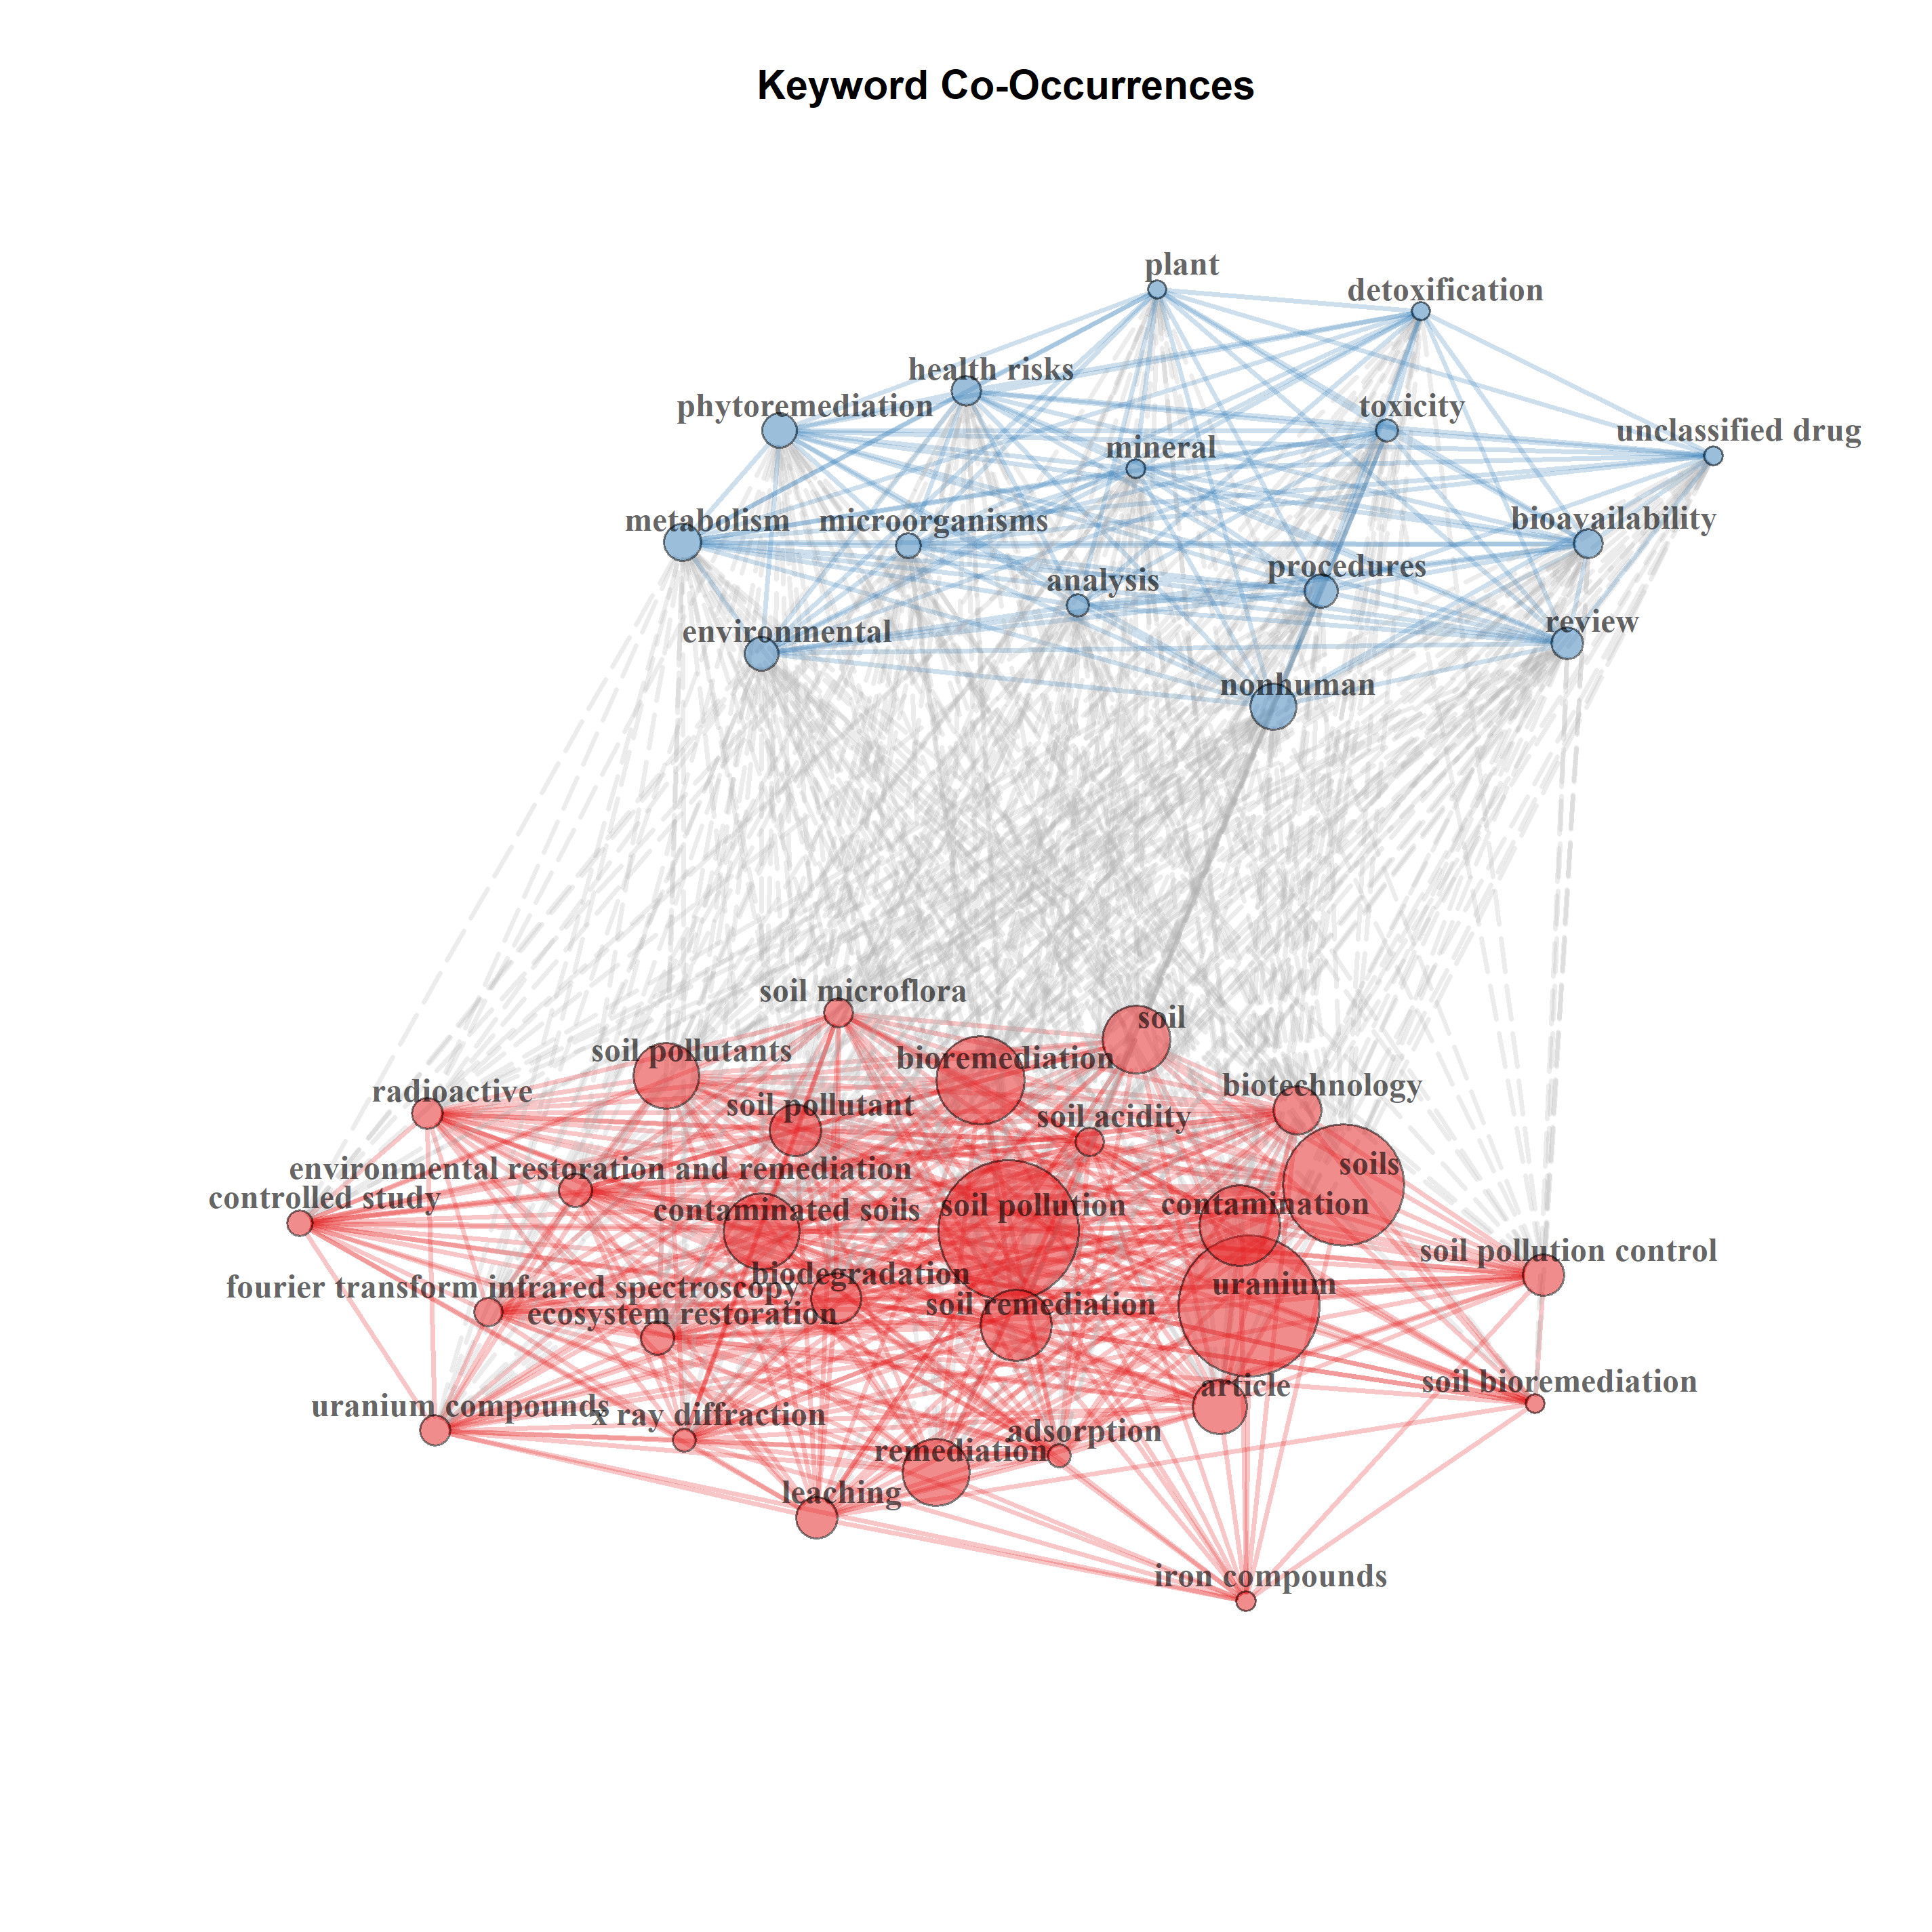 Keyword Co-Occurrences
plant
detoxification
health risks
phytoremediation
toxicity
unclassified drug
mineral
metabolism
microorganisms
bioavailability
analysis
procedures
environmental
review
nonhuman
soil microflora
soil
soil pollutants
bioremediation
radioactive
biotechnology
soil pollutant
soil acidity
environmental restoration and remediation
soils
controlled study
contaminated soils
soil pollution
contamination
soil pollution control
biodegradation
fourier transform infrared spectroscopy
uranium
ecosystem restoration
soil remediation
article
soil bioremediation
uranium compounds
x ray diffraction
adsorption
remediation
leaching
iron compounds